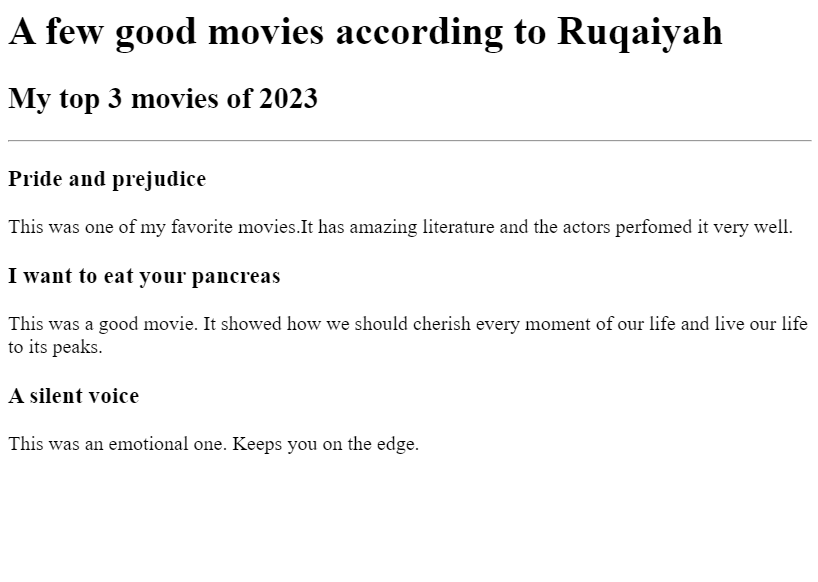 A few good movies according to Ruqaiyah
My top 3 movies of 2023
Pride and prejudice
This was one of my favorite movies.It has amazing literature and the actors perfomed it very well.
I want to eat your pancreas
This was a good movie. It showed how we should cherish every moment of our life and live our life
to its peaks.
A silent voice
This was an emotional one. Keeps you on the edge.